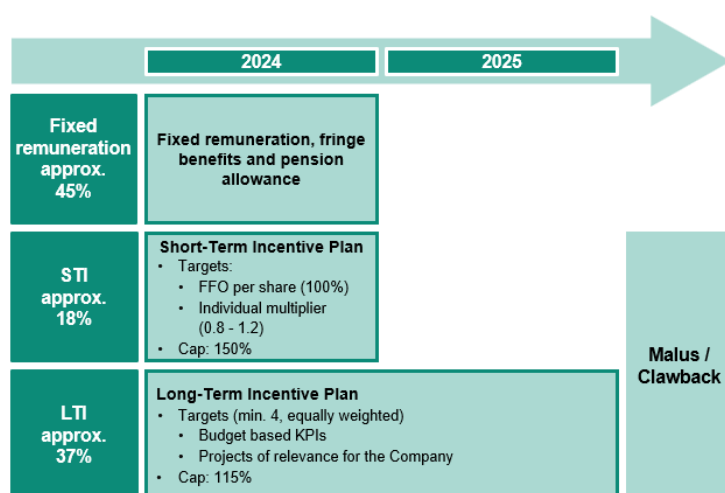 2024
2025
Fixed
remuneration
approx.
45%
Fixed remuneration, fringe
benefits and pension
allowance
STI
approx.
18%
Short-Term Incentive Plan
• Targets:
• FFO per share (100%)
• Individual multiplier
(0.8 - 1.2)
• Cap: 150%
LTI
approx.
37%
Long-Term Incentive Plan
• Targets (min. 4, equally weighted)
• Budget based KPIs
• Projects of relevance for the Company
• Cap: 115%
Malus /
Clawback